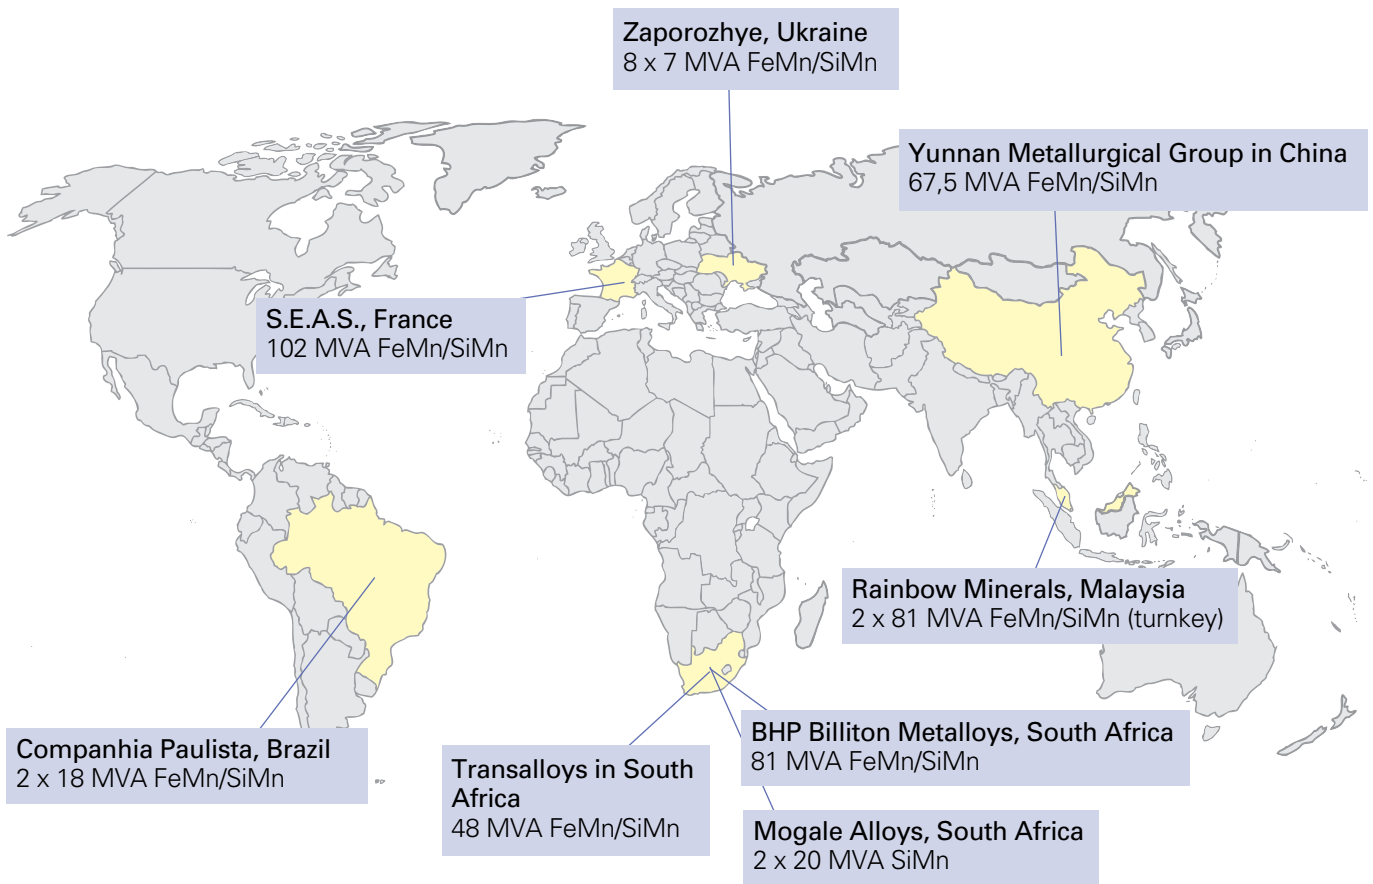 Zaporozhye, Ukraine
8 x 7 MVA FeMn/SiMn
Yunnan Metallurgical Group in China
67,5 MVA FeMn/SiMn
S.E.A.S., France
102 MVA FeMn/SiMn
Rainbow Minerals, Malaysia
2 x 81 MVA FeMn/SiMn (turnkey)
Companhia Paulista, Brazil
2 x 18 MVA FeMn/SiMn
Transalloys in South
Africa
48 MVA FeMn/SiMn
BHP Billiton Metalloys, South Africa
81 MVA FeMn/SiMn
Mogale Alloys, South Africa
2 x 20 MVA SiMn